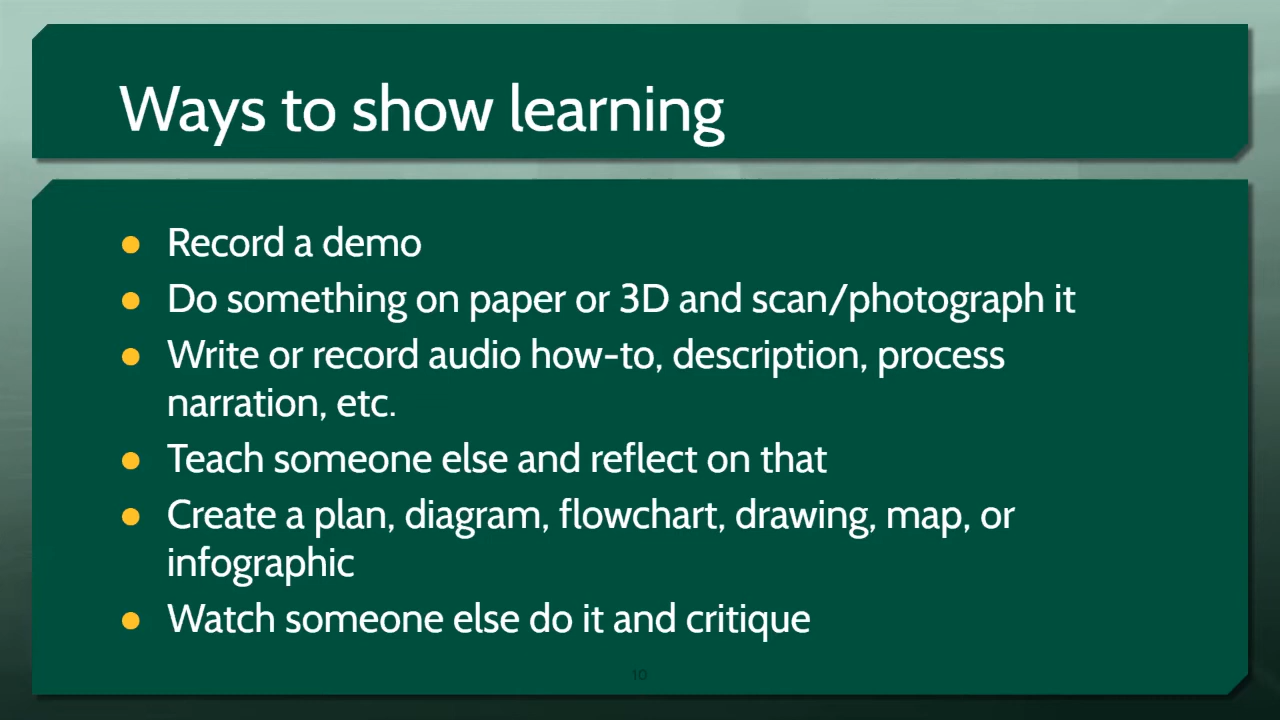 Ways to show learning
Record a demo
Do something on paper or 3D and scan/photograph it
Write or record audio how-to, description, process
narration, etc.
Teach someone else and reflect on that
Create a plan, diagram, flowchart, drawing, map, or
infographic
Watch someone else do it and critique
10